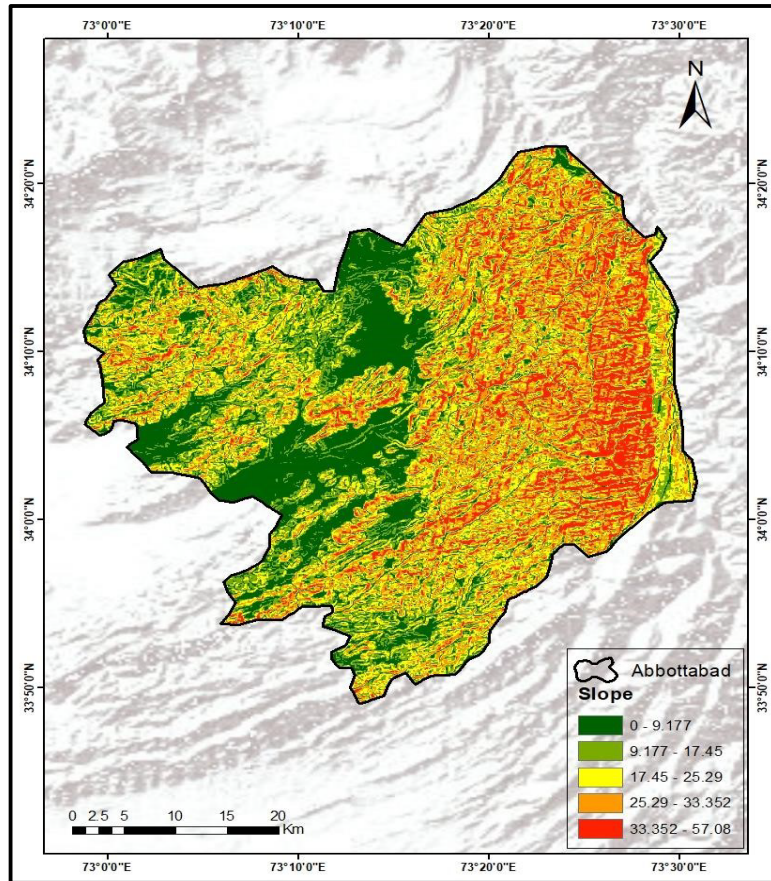 73°0'0"E 73°10'0"E 73°20'0"E 73°30'0"E
N
34°20'0"N 34°20'0"N
34°10'0"N 34°10'0"N
34°0'0"N 34°0'0"N
33°50'0"N 33°50'0"N
Abbottabad
Slope
0 - 9.177
9.177 - 17.45
17.45 - 25.29
25.29 - 33.352
33.352 - 57.08
0 2.5 5 10 15 20
Km
73°0'0"E 73°10'0"E 73°20'0"E 73°30'0"E